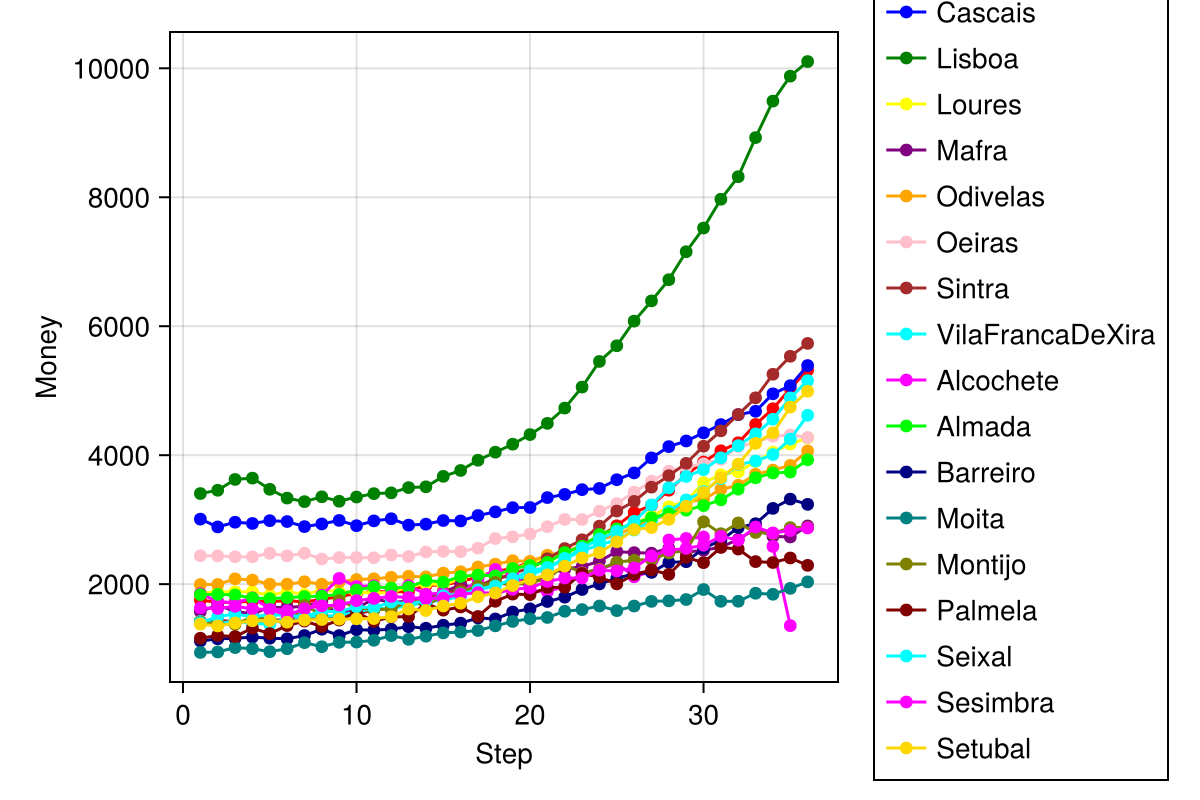 10000
8000
6000
4000
2000
Money
0
10
20
30
Step
Cascais
Lisboa
Loures
Mafra
Odivelas
Oeiras
Sintra
VilaFrancaDeXira
Alcochete
Almada
Barreiro
Moita
Montijo
Palmela
Seixal
Sesimbra
Setubal